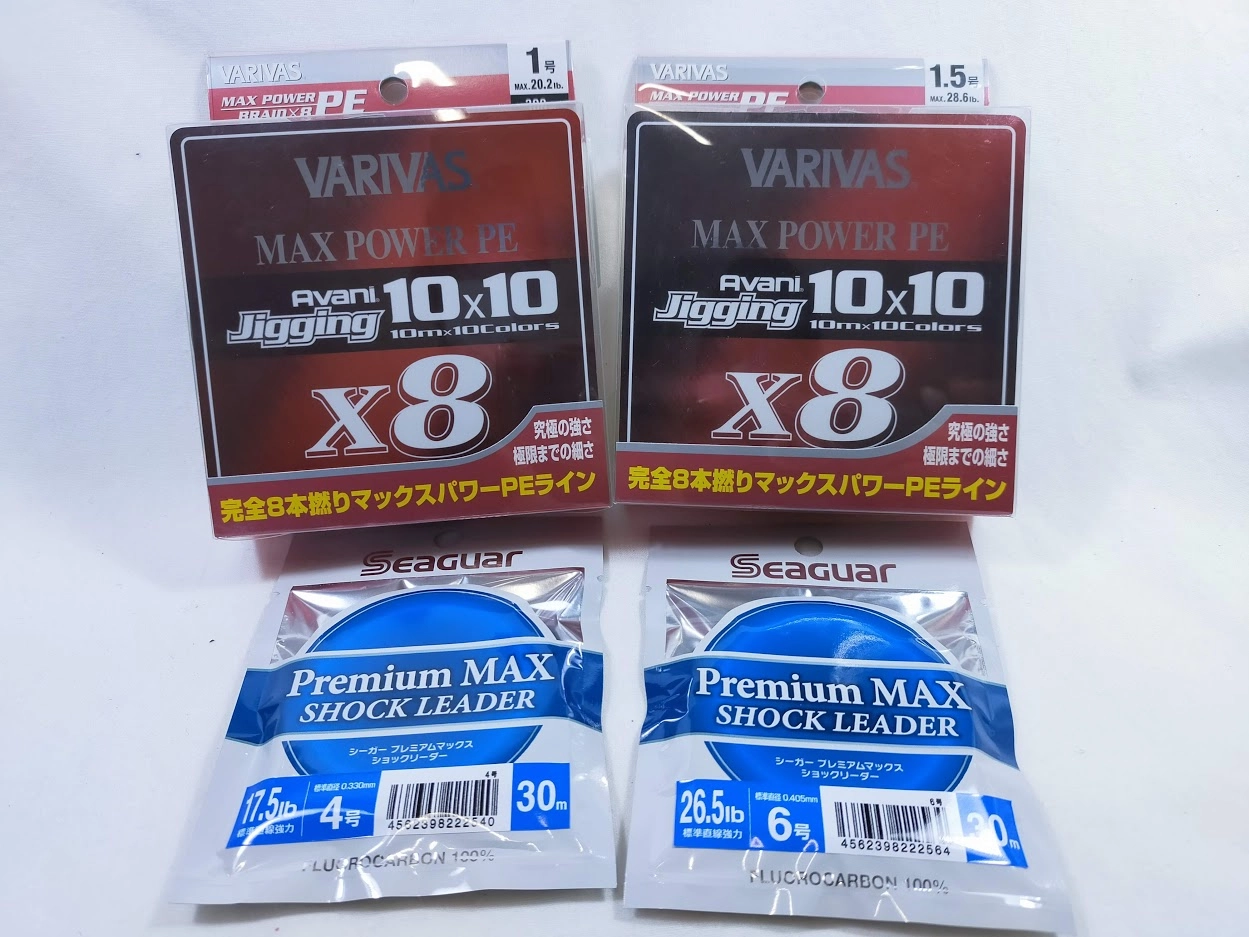 VARIVAS
MAX POWER PE
BRAID×8
1号
MAX.20.2lb.
VARIVAS
MAX POWER PE
Avani
Jigging 10x10
10m×10Colors
x8
究極の強さ
極限までの細さ
完全8本撚りマックスパワーPEライン
VARIVAS
MAX POWER PE
1.5号
MAX.28.6lb.
VARIVAS
MAX POWER PE
Avani
Jigging 10x10
10m×10Colors
x8
究極の強さ
極限までの細さ
完全8本撚りマックスパワーPEライン
Seaguar
Premium MAX
SHOCK LEADER
シーガー プレミアムマックス
ショックリーダー
17.5lb
標準直線強力
標準直径 0.330mm
4号
4号
4562398222540
30m
FLUOROCARBON 100%
Seaguar
Premium MAX
SHOCK LEADER
シーガー プレミアムマックス
ショックリーダー
26.5lb
標準直線強力
標準直径 0.405mm
6号
6号
4562398222564
30m
FLUOROCARBON 100%